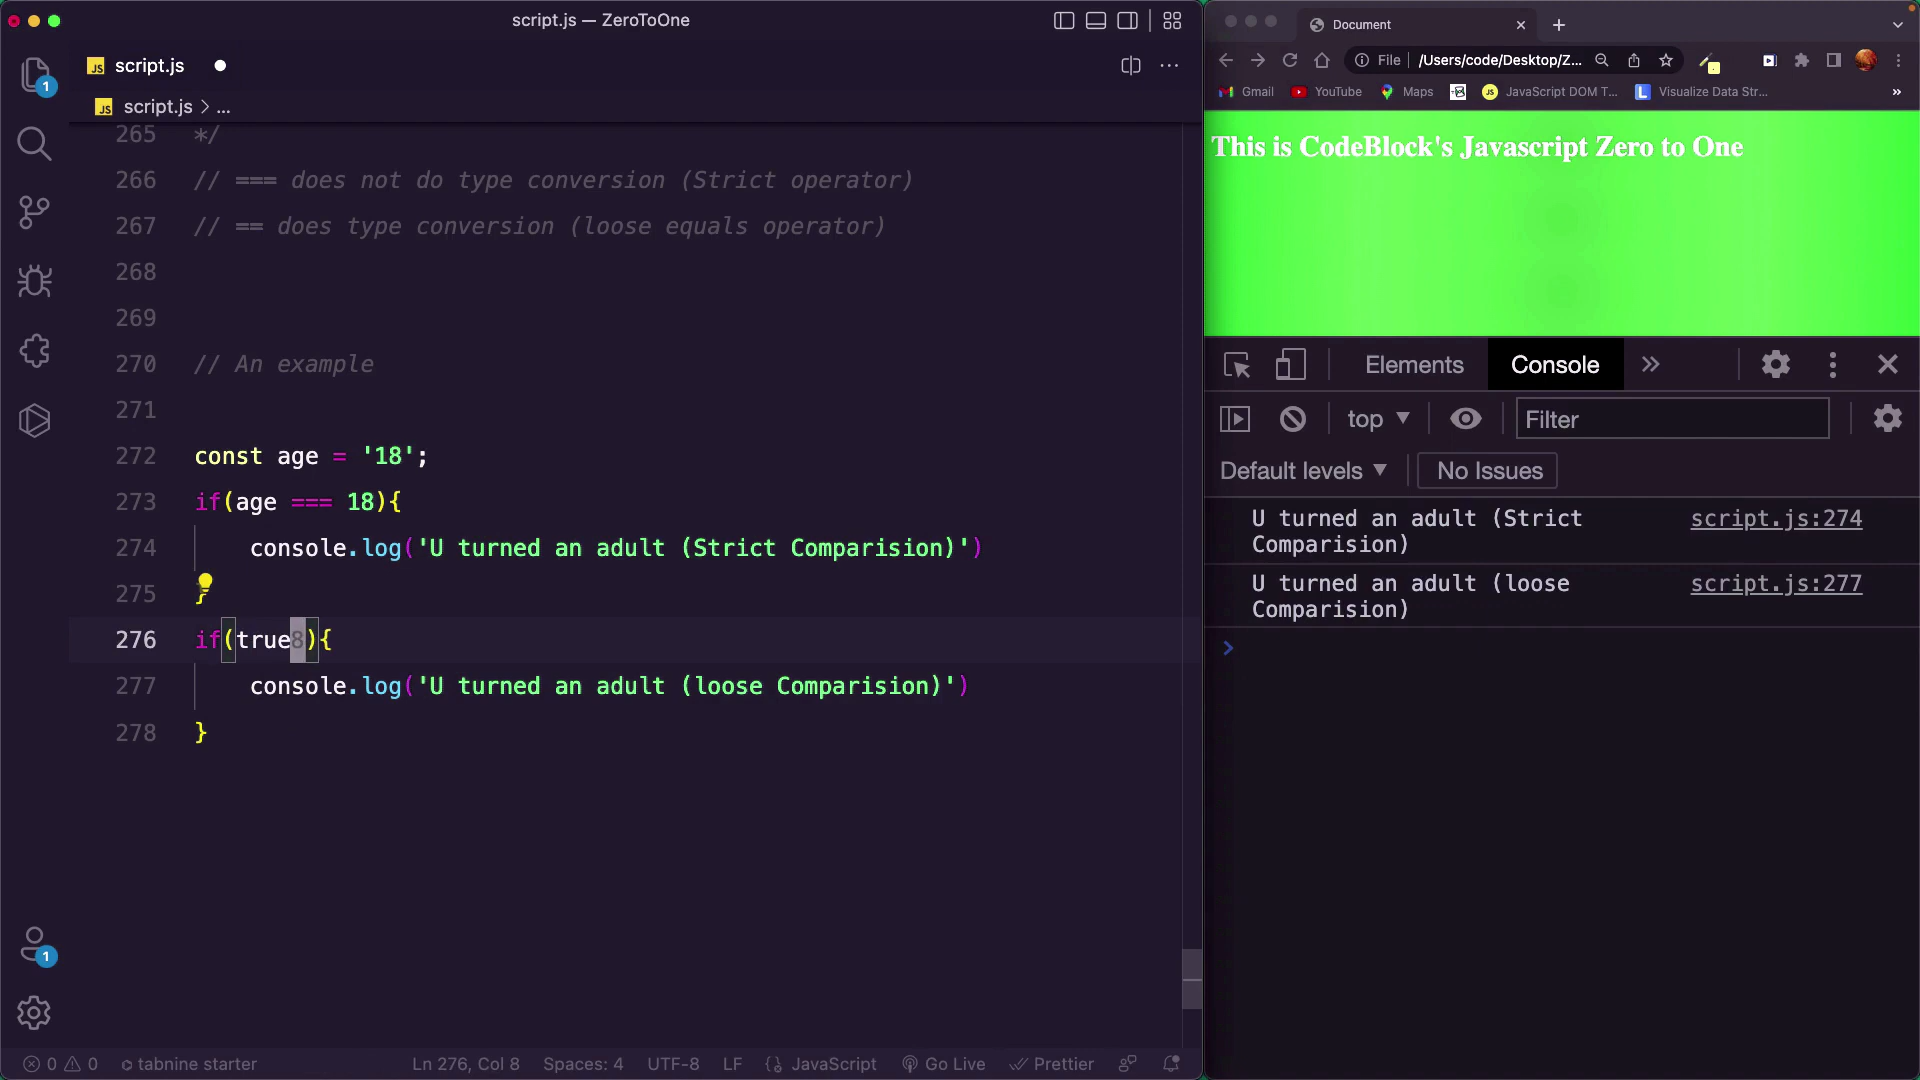 script.js — ZeroToOne
script.js
script.js > ...
265 */
266 // === does not do type conversion (Strict operator)
267 // == does type conversion (loose equals operator)
268
269
270 // An example
271
272 const age = '18';
273 if(age === 18){
274 console.log('U turned an adult (Strict Comparision)')
275 }
276 if(true8){
277 console.log('U turned an adult (loose Comparision)')
278 }
1
1
0 0 tabnine starter Ln 276, Col 8 Spaces: 4 UTF-8 LF JavaScript Go Live Prettier
Document
File /Users/code/Desktop/Z...
Gmail YouTube Maps JavaScript DOM T... Visualize Data Str... »
This is CodeBlock's Javascript Zero to One
Elements Console
top Filter
Default levels No Issues
U turned an adult (Strict script.js:274
Comparision)
U turned an adult (loose script.js:277
Comparision)